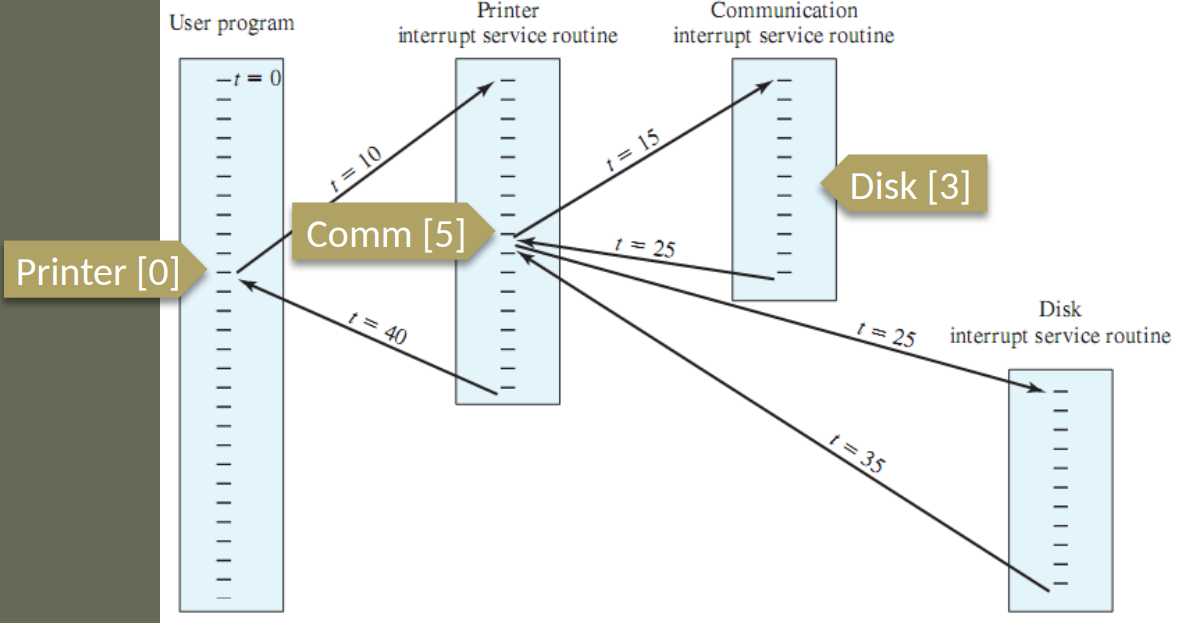 User program
Printer
interrupt service routine
Communication
interrupt service routine
t = 0
t = 10
t = 15
Disk [3]
Comm [5]
t = 25
Printer [0]
t = 40
t = 25
Disk
interrupt service routine
t = 35